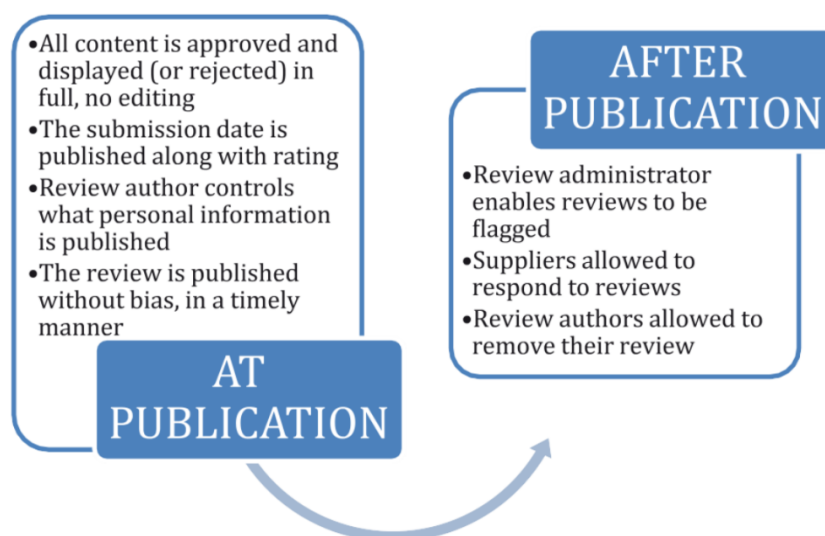 •All content is approved and
displayed (or rejected) in
full, no editing
•The submission date is
published along with rating
•Review author controls
what personal information
is published
•The review is published
without bias, in a timely
manner
AT
PUBLICATION
AFTER
PUBLICATION
•Review administrator
enables reviews to be
flagged
•Suppliers allowed to
respond to reviews
•Review authors allowed to
remove their review